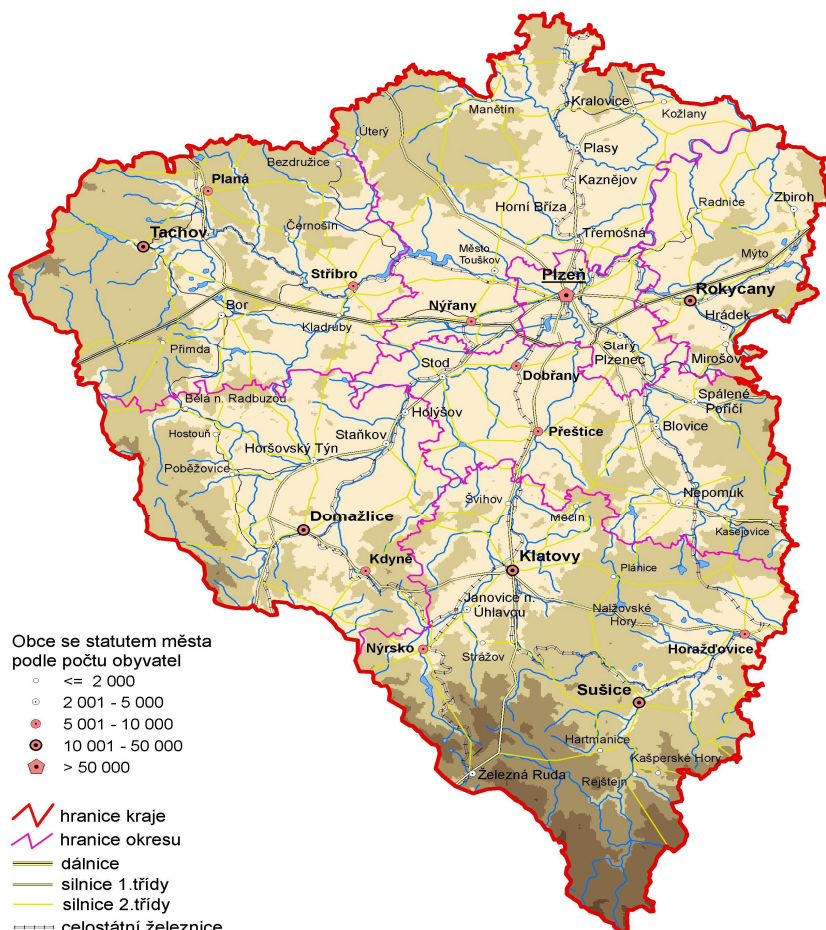 Manětín
Kralovice
Kožlany
Úterý
Bezdružice
Plasy
Planá
Kaznějov
Horní Bříza
Radnice
Zbiroh
Tachov
Černošín
Město
Touškov
Třemošná
Mýto
Stříbro
Plzeň
Rokycany
Bor
Nýřany
Hrádek
Kladruby
Přimda
Starý
Plzenec
Mirošov
Stod
Dobřany
Bělá n. Radbuzou
Spálené
Poříčí
Holýšov
Hostouň
Staňkov
Přeštice
Blovice
Horšovský Týn
Poběžovice
Švihov
Nepomuk
Měčín
Domažlice
Kasejovice
Kdyně
Klatovy
Plánice
Janovice n.
Úhlavou
Nalžovské
Hory
Nýrsko
Strážov
Horažďovice
Sušice
Hartmanice
Kašperské Hory
Železná Ruda
Rejštejn
Obce se statutem města
podle počtu obyvatel
<= 2 000
2 001 - 5 000
5 001 - 10 000
10 001 - 50 000
> 50 000
hranice kraje
hranice okresu
dálnice
silnice 1.třídy
silnice 2.třídy
celostátní železnice